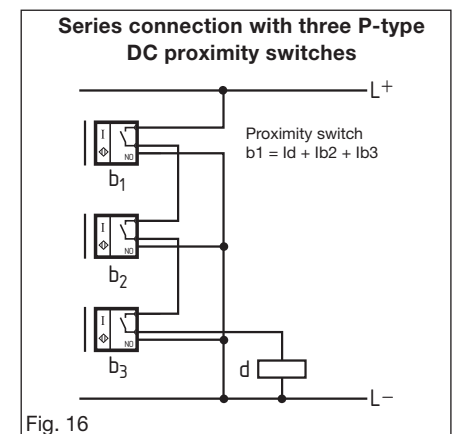 Series connection with three P-type
DC proximity switches
L+
Proximity switch
b1 = Id + Ib2 + Ib3
I
NO
b1
I
NO
b2
I
NO
b3
d
L−
Fig. 16